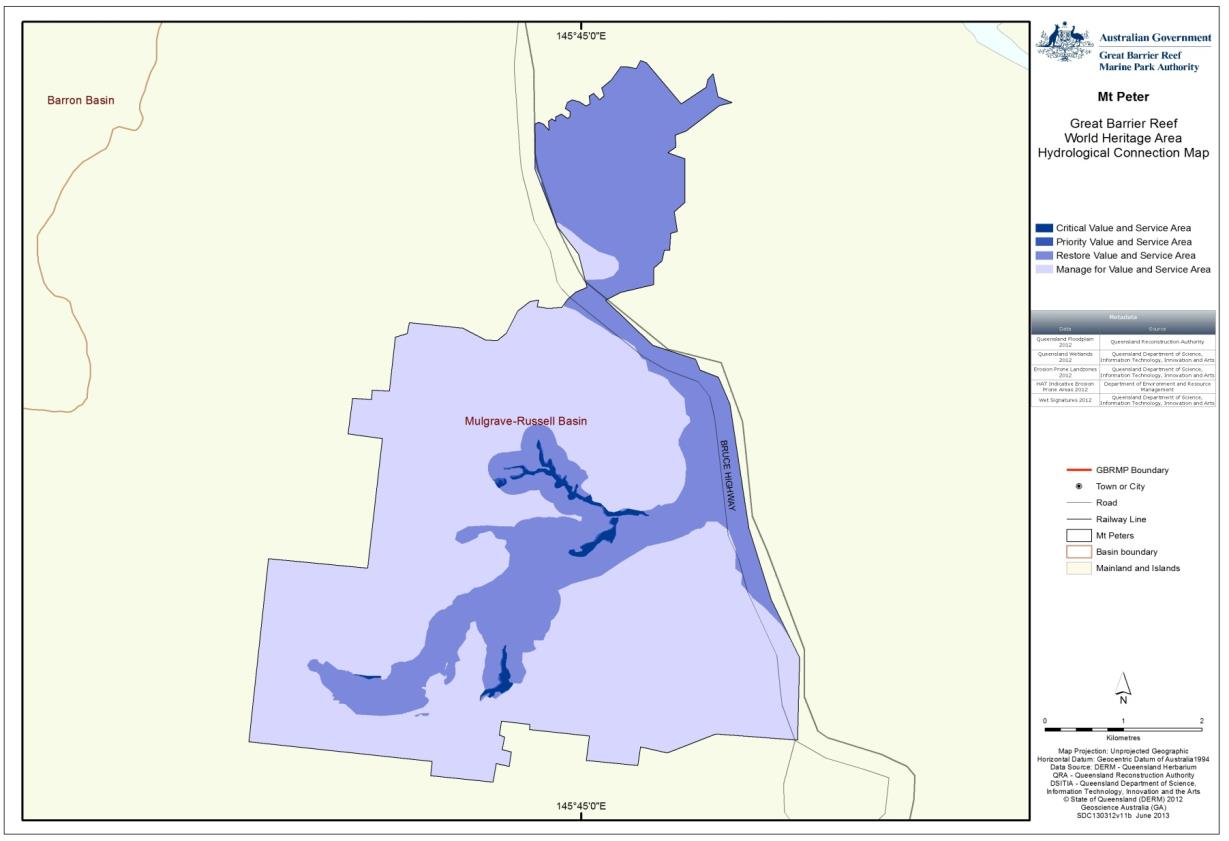 145°45'0"E
Barron Basin
Mulgrave-Russell Basin
BRUCE HIGHWAY
145°45'0"E
Australian Government
Great Barrier Reef
Marine Park Authority
Mt Peter
Great Barrier Reef
World Heritage Area
Hydrological Connection Map
Critical Value and Service Area
Priority Value and Service Area
Restore Value and Service Area
Manage for Value and Service Area
Metadata
Data Source
Queensland Floodplain 2012 Queensland Reconstruction Authority
Queensland Wetlands 2012 Queensland Department of Science, Information Technology, Innovation and Arts
Erosion Prone Landzones 2012 Queensland Department of Science, Information Technology, Innovation and Arts
HAT Indicative Erosion Prone Areas 2012 Department of Environment and Resource Management
Wet Signatures 2012 Queensland Department of Science, Information Technology, Innovation and Arts
GBRMP Boundary
Town or City
Road
Railway Line
Mt Peters
Basin boundary
Mainland and Islands
N
0 1 2
Kilometres
Map Projection: Unprojected Geographic
Horizontal Datum: Geocentric Datum of Australia1994
Data Source: DERM - Queensland Herbarium
QRA - Queensland Reconstruction Authority
DSITIA - Queensland Department of Science,
Information Technology, Innovation and the Arts
© State of Queensland (DERM) 2012
Geoscience Australia (GA)
SDC130312v11b June 2013